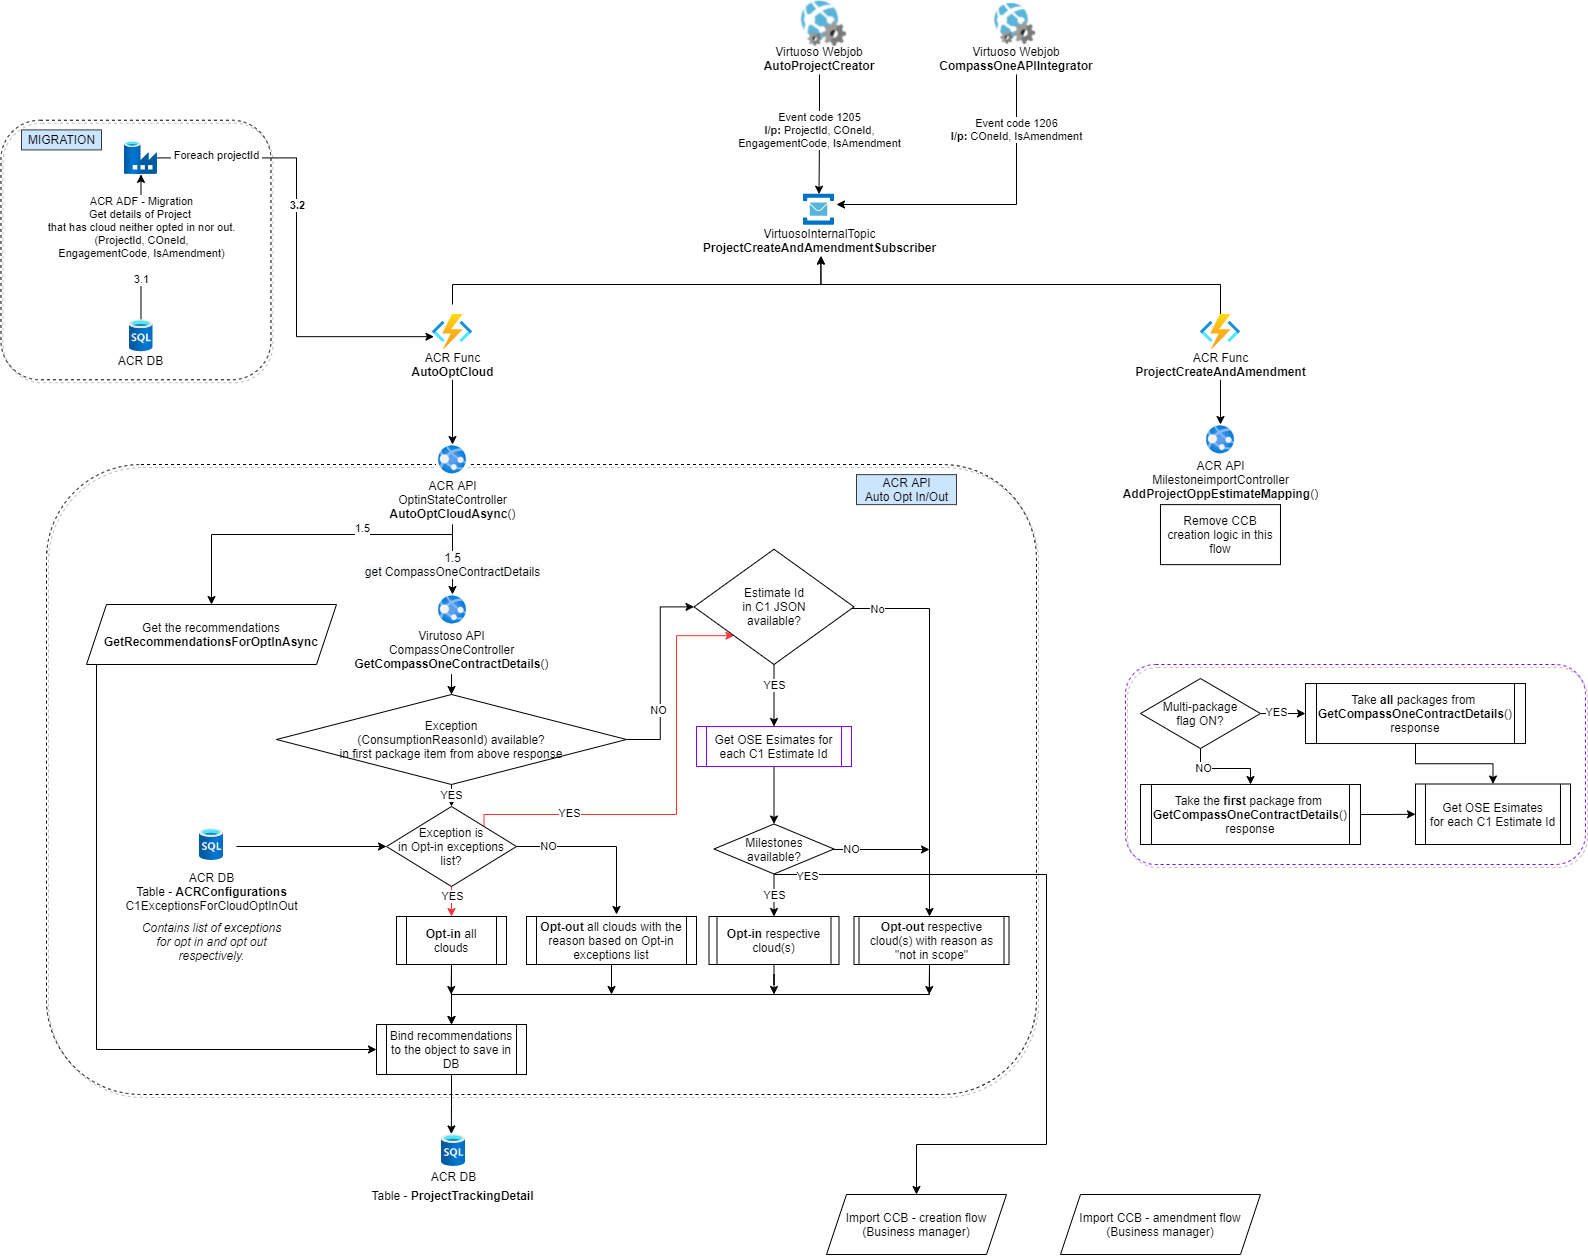 Virtuoso Webjob
AutoProjectCreator
Virtuoso Webjob
CompassOneAPIIntegrator
Event code 1205
I/p: ProjectId, COneId,
EngagementCode, IsAmendment
Event code 1206
I/p: COneId, IsAmendment
MIGRATION
Foreach projectId
ACR ADF - Migration
Get details of Project
that has cloud neither opted in nor out.
(ProjectId, COneId,
EngagementCode, IsAmendment)
3.1
SQL
ACR DB
3.2
VirtuosoInternalTopic
ProjectCreateAndAmendmentSubscriber
ACR Func
AutoOptCloud
ACR Func
ProjectCreateAndAmendment
ACR API
OptinStateController
AutoOptCloudAsync()
ACR API
Auto Opt In/Out
ACR API
MilestoneimportController
AddProjectOppEstimateMapping()
Remove CCB
creation logic in this
flow
1.5
1.5
get CompassOneContractDetails
Get the recommendations
GetRecommendationsForOptInAsync
Virutoso API
CompassOneController
GetCompassOneContractDetails()
Estimate Id
in C1 JSON
available?
No
YES
NO
Exception
(ConsumptionReasonId) available?
in first package item from above response
YES
Get OSE Esimates for
each C1 Estimate Id
Multi-package
flag ON?
YES
Take all packages from
GetCompassOneContractDetails()
response
NO
Take the first package from
GetCompassOneContractDetails()
response
Get OSE Esimates
for each C1 Estimate Id
YES
Exception is
in Opt-in exceptions
list?
NO
YES
Milestones
available?
NO
YES
YES
SQL
ACR DB
Table - ACRConfigurations
C1ExceptionsForCloudOptInOut
Contains list of exceptions
for opt in and opt out
respectively.
Opt-in all
clouds
Opt-out all clouds with the
reason based on Opt-in
exceptions list
Opt-in respective
cloud(s)
Opt-out respective
cloud(s) with reason as
"not in scope"
Bind recommendations
to the object to save in
DB
SQL
ACR DB
Table - ProjectTrackingDetail
Import CCB - creation flow
(Business manager)
Import CCB - amendment flow
(Business manager)